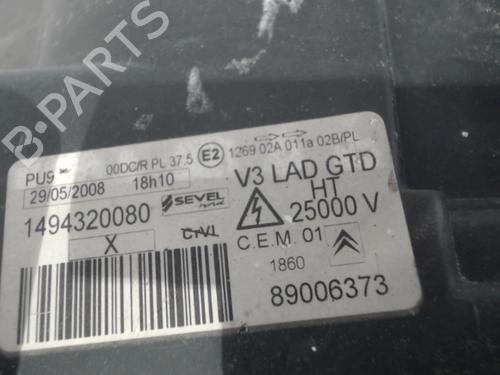 00DC/R PL 37.5 E2 1269 02A 011a 02B/PL
PU9
29/05/2008 18h10
V3 LAD GTD
1494320080 SEVEL
HT
25000 V
X
C.E.M. 01
1860
89006373
B-PARTS